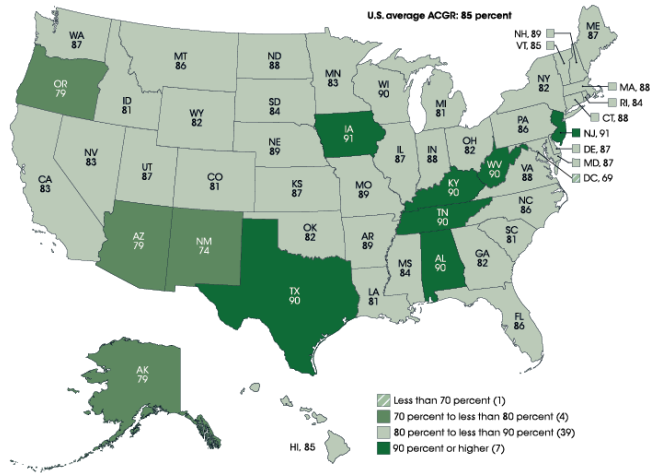 U.S. average ACGR: 85 percent
WA
87
OR
79
CA
83
NV
83
ID
81
MT
86
WY
82
UT
87
CO
81
AZ
79
NM
74
ND
88
SD
84
NE
89
KS
87
OK
82
TX
90
MN
83
IA
91
MO
89
AR
89
LA
81
WI
90
IL
87
MS
84
MI
81
IN
88
OH
82
KY
90
TN
90
AL
90
WV
90
VA
88
NC
86
SC
81
GA
82
FL
86
PA
86
NY
82
ME
87
NH, 89
VT, 85
MA, 88
RI, 84
CT, 88
NJ, 91
DE, 87
MD, 87
DC, 69
AK
79
HI, 85
Less than 70 percent (1)
70 percent to less than 80 percent (4)
80 percent to less than 90 percent (39)
90 percent or higher (7)